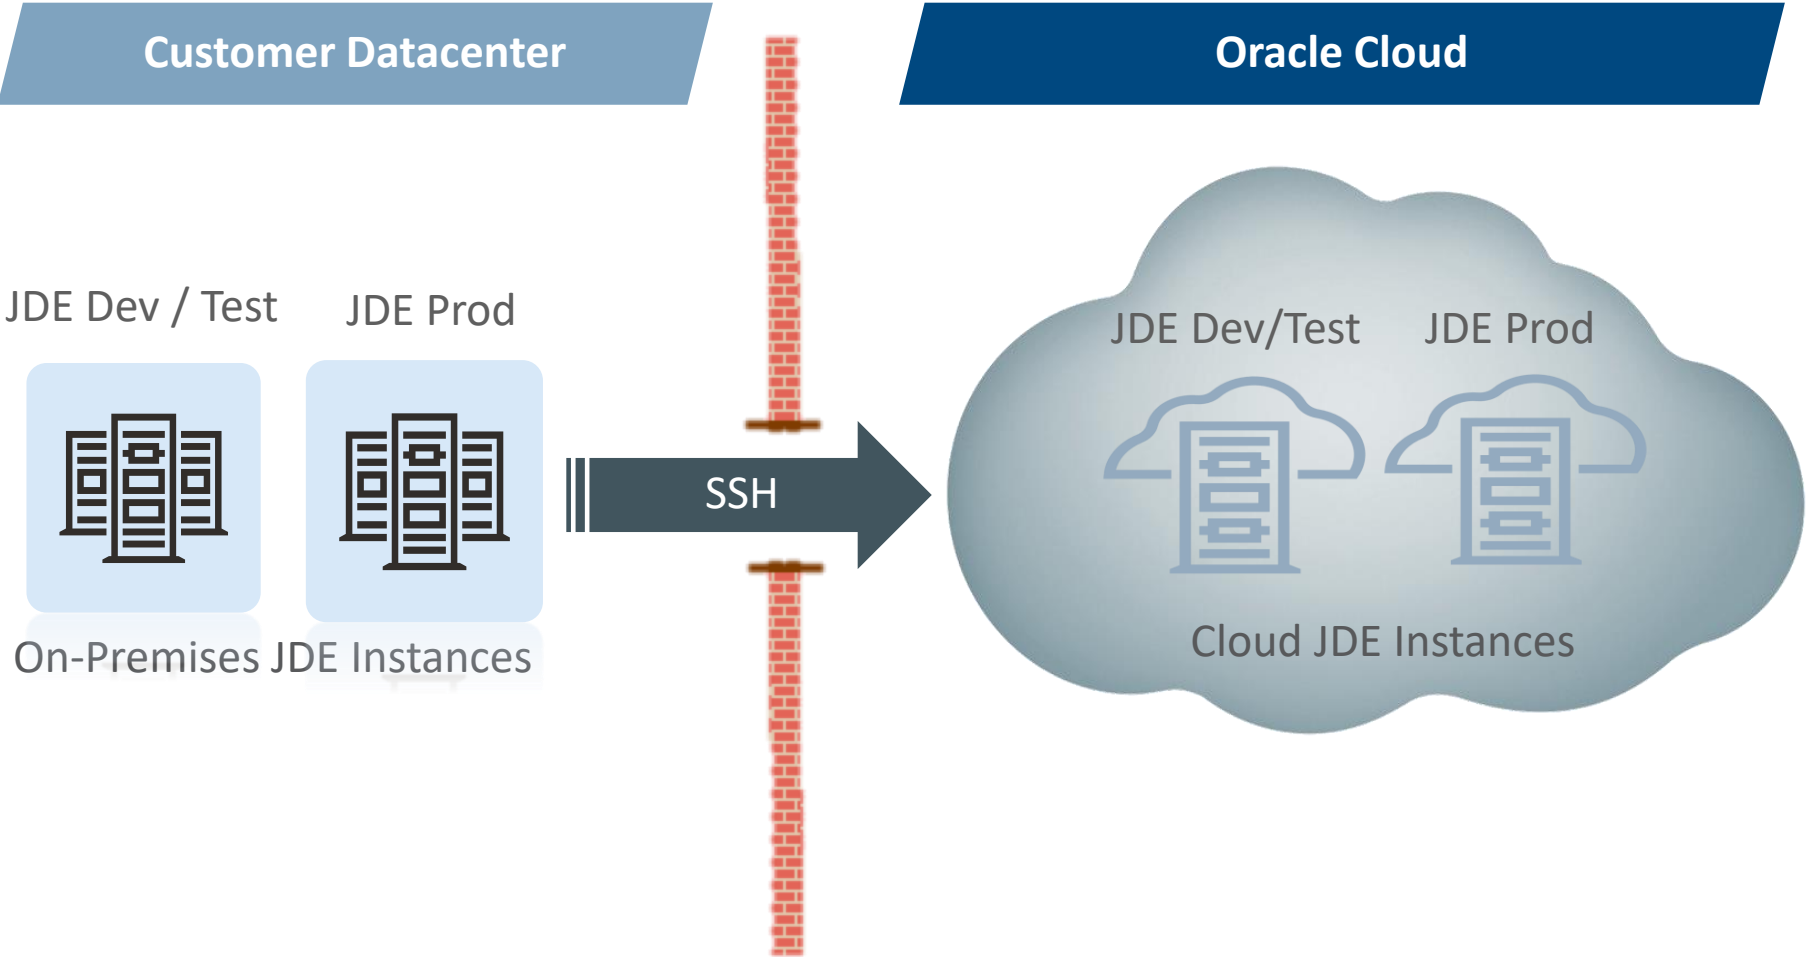 Customer Datacenter
Oracle Cloud
JDE Dev / Test
JDE Prod
On-Premises JDE Instances
SSH
JDE Dev/Test
JDE Prod
Cloud JDE Instances